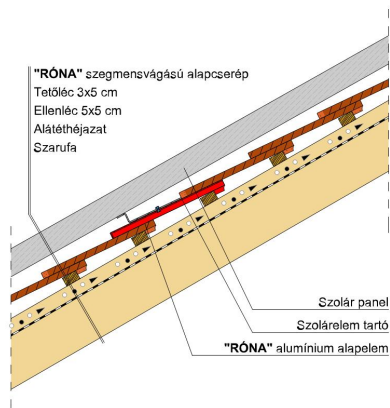 "RÓNA" szegmensvágású alapcserép
Tetőléc 3x5 cm
Ellenléc 5x5 cm
Alátéthéjazat
Szarufa
Szolár panel
Szolárelem tartó
"RÓNA" alumínium alapelem